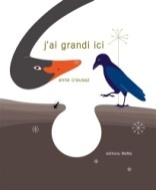 j'ai grandi ici
anne crausaz
éditions MeMo